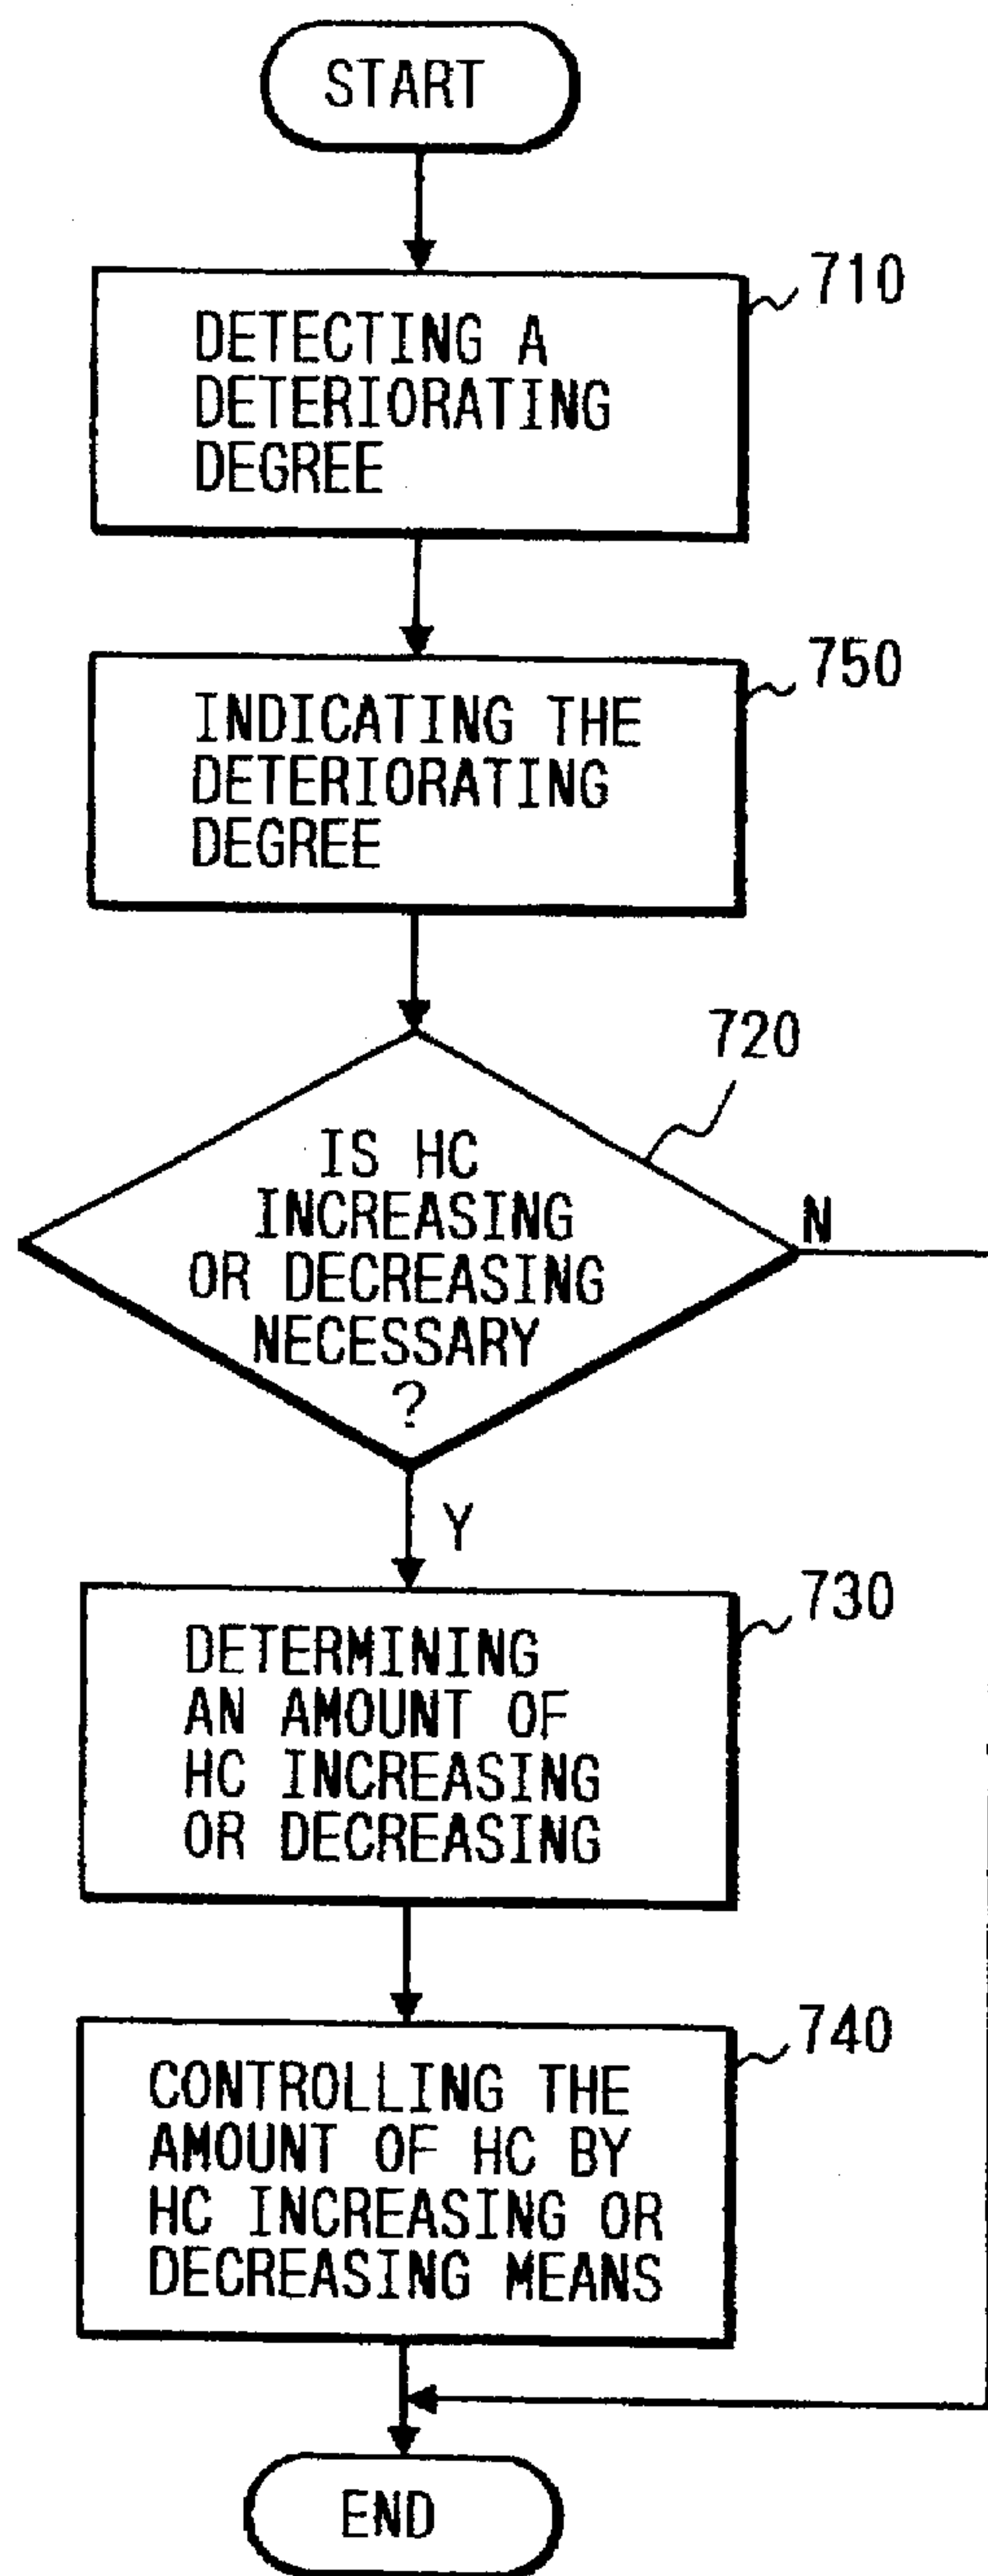 START
710
DETECTING A
DETERIORATING
DEGREE
750
INDICATING THE
DETERIORATING
DEGREE
720
IS HC
INCREASING
OR DECREASING
NECESSARY
?
N
Y
730
DETERMINING
AN AMOUNT OF
HC INCREASING
OR DECREASING
740
CONTROLLING THE
AMOUNT OF HC BY
HC INCREASING OR
DECREASING MEANS
END